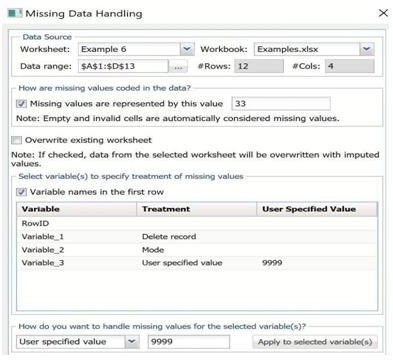 Missing Data Handling
Data Source
Worksheet: Example 6 Workbook: Examples.xlsx
Data range: $A$1:$D$13 ... #Rows: 12 #Cols: 4
How are missing values coded in the data?
Missing values are represented by this value 33
Note: Empty and invalid cells are automatically considered missing values.
Overwrite existing worksheet
Note: If checked, data from the selected worksheet will be overwritten with imputed
values.
Select variable(s) to specify treatment of missing values
Variable names in the first row
Variable Treatment User Specified Value
RowID
Variable_1 Delete record
Variable_2 Mode
Variable_3 User specified value 9999
How do you want to handle missing values for the selected variable(s)?
User specified value 9999 Apply to selected variable(s)